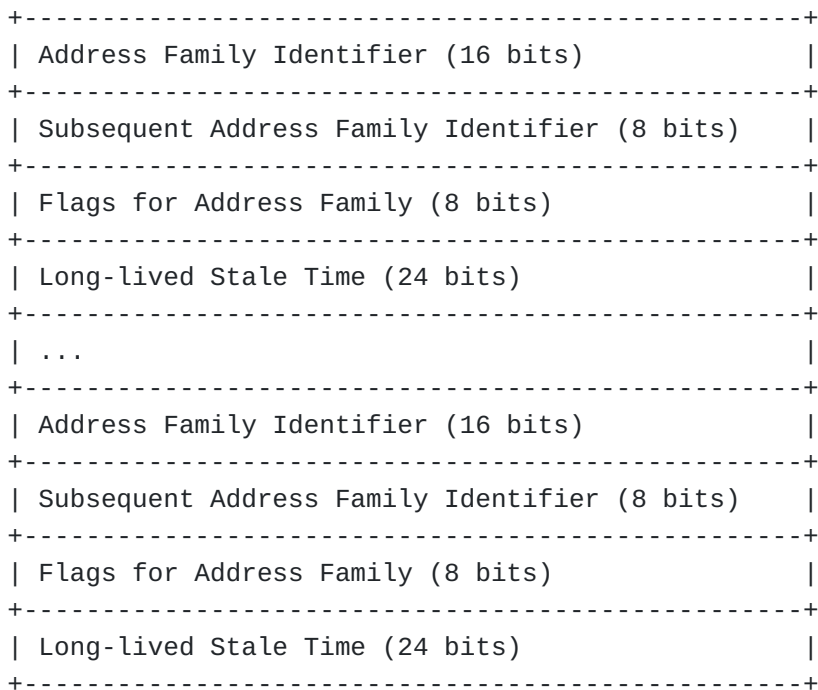 +--------------------------------------------------+
| Address Family Identifier (16 bits)              |
+--------------------------------------------------+
| Subsequent Address Family Identifier (8 bits)    |
+--------------------------------------------------+
| Flags for Address Family (8 bits)                |
+--------------------------------------------------+
| Long-lived Stale Time (24 bits)                  |
+--------------------------------------------------+
| ...                                              |
+--------------------------------------------------+
| Address Family Identifier (16 bits)              |
+--------------------------------------------------+
| Subsequent Address Family Identifier (8 bits)    |
+--------------------------------------------------+
| Flags for Address Family (8 bits)                |
+--------------------------------------------------+
| Long-lived Stale Time (24 bits)                  |
+--------------------------------------------------+